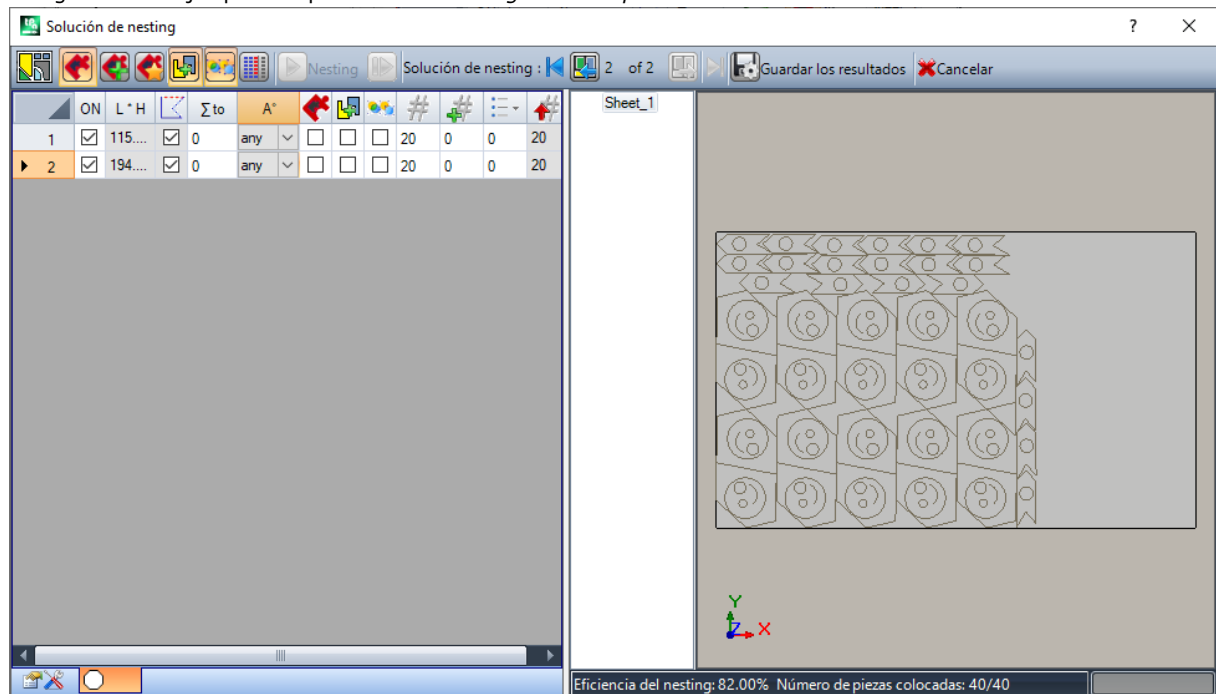 Solución de nesting ?
Nesting Solución de nesting : 2 of 2 Guardar los resultados Cancelar
ON L * H Σto A° # # #
1 115.... 0 any 20 0 0 20
2 194.... 0 any 20 0 0 20
Sheet_1
Y
Z X
Eficiencia del nesting: 82.00% Número de piezas colocadas: 40/40